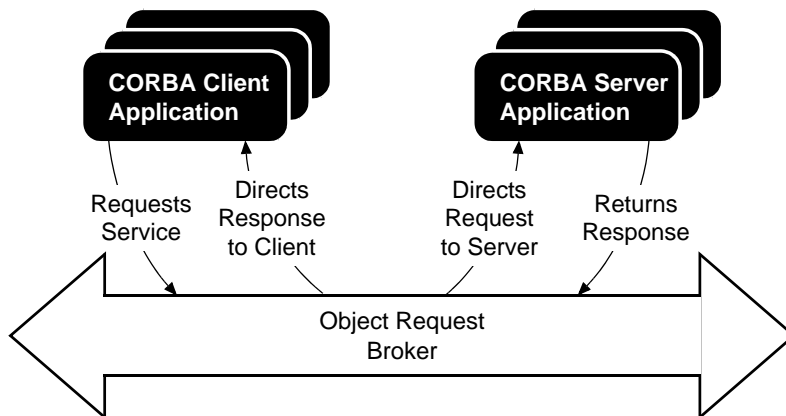 CORBA Client
Application
CORBA Server
Application
Requests
Service
Directs
Response
to Client
Directs
Request
to Server
Returns
Response
Object Request
Broker